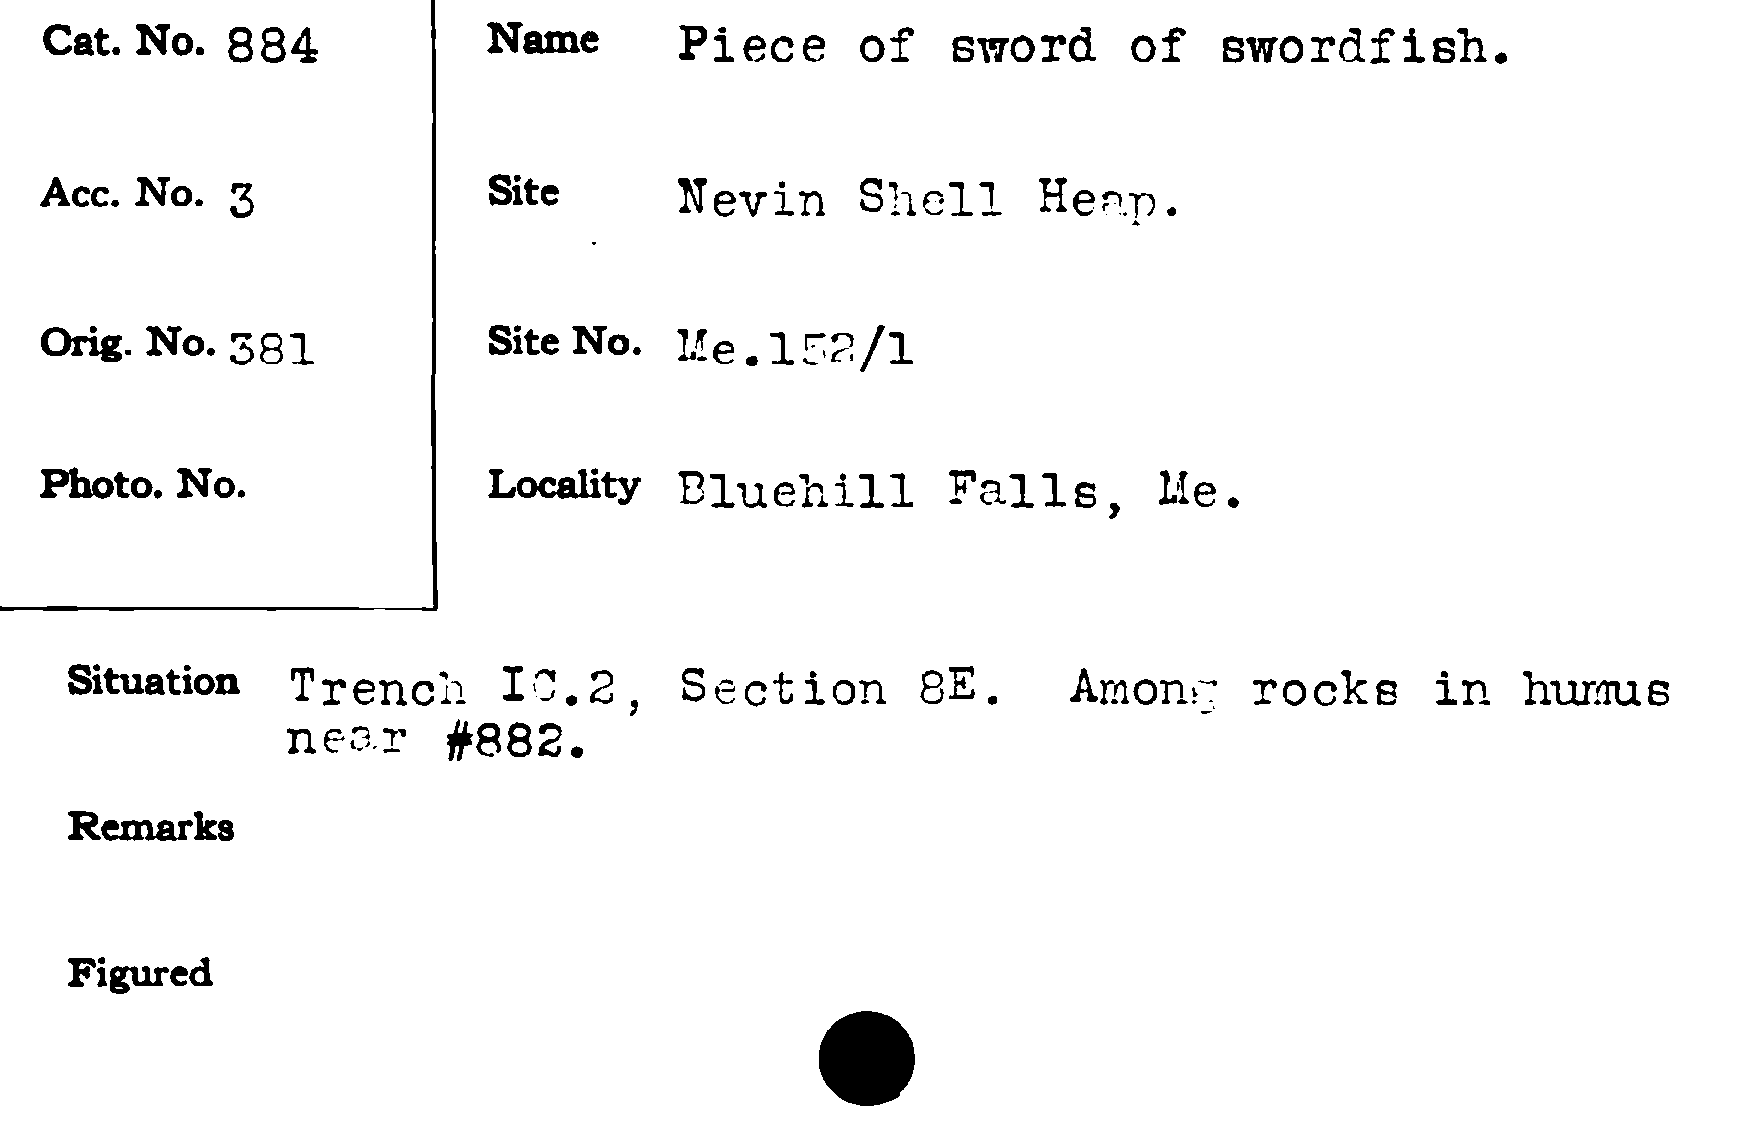 Cat. No. 884
Name Piece of sword of swordfish.
Acc. No. 3
Site Nevin Shell Heap.
Orig. No. 381
Site No. Me.152/1
Photo. No.
Locality Bluehill Falls, Me.
Situation Trench IC.2, Section 8E. Among rocks in humus
near #882.
Remarks
Figured